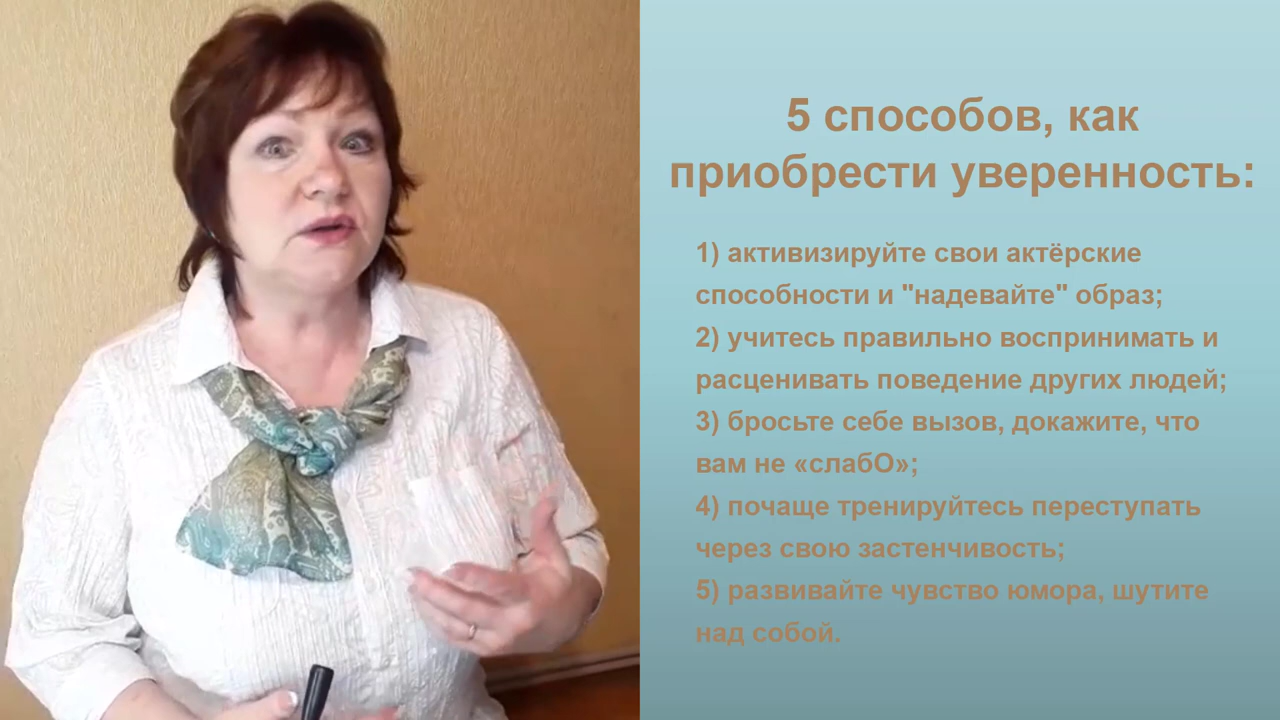 5 способов, как
приобрести уверенность:
1) активизируйте свои актёрские
способности и "надевайте" образ;
2) учитесь правильно воспринимать и
расценивать поведение других людей;
3) бросьте себе вызов, докажите, что
вам не «слабО»;
4) почаще тренируйтесь переступать
через свою застенчивость;
5) развивайте чувство юмора, шутите
над собой.